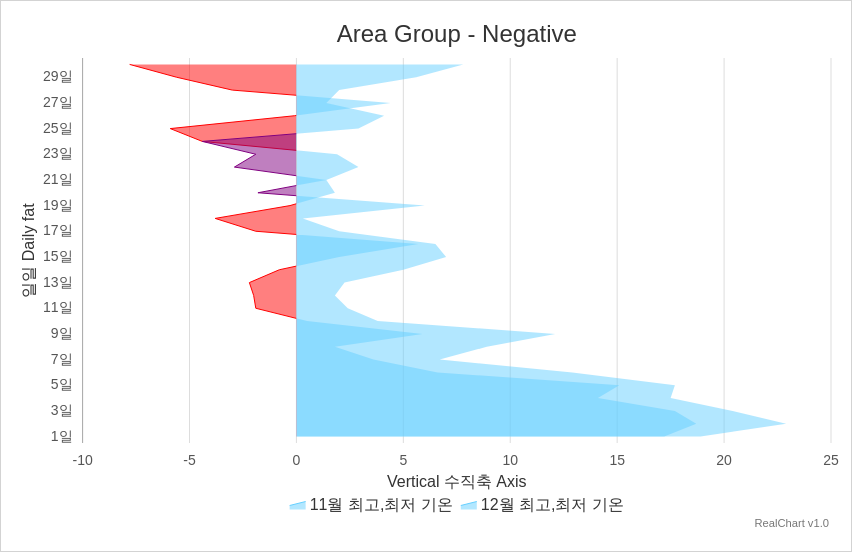 Area Group - Negative
일일 Daily fat
29일
27일
25일
23일
21일
19일
17일
15일
13일
11일
9일
7일
5일
3일
1일
-10 -5 0 5 10 15 20 25
Vertical 수직축 Axis
11월 최고,최저 기온 12월 최고,최저 기온
RealChart v1.0